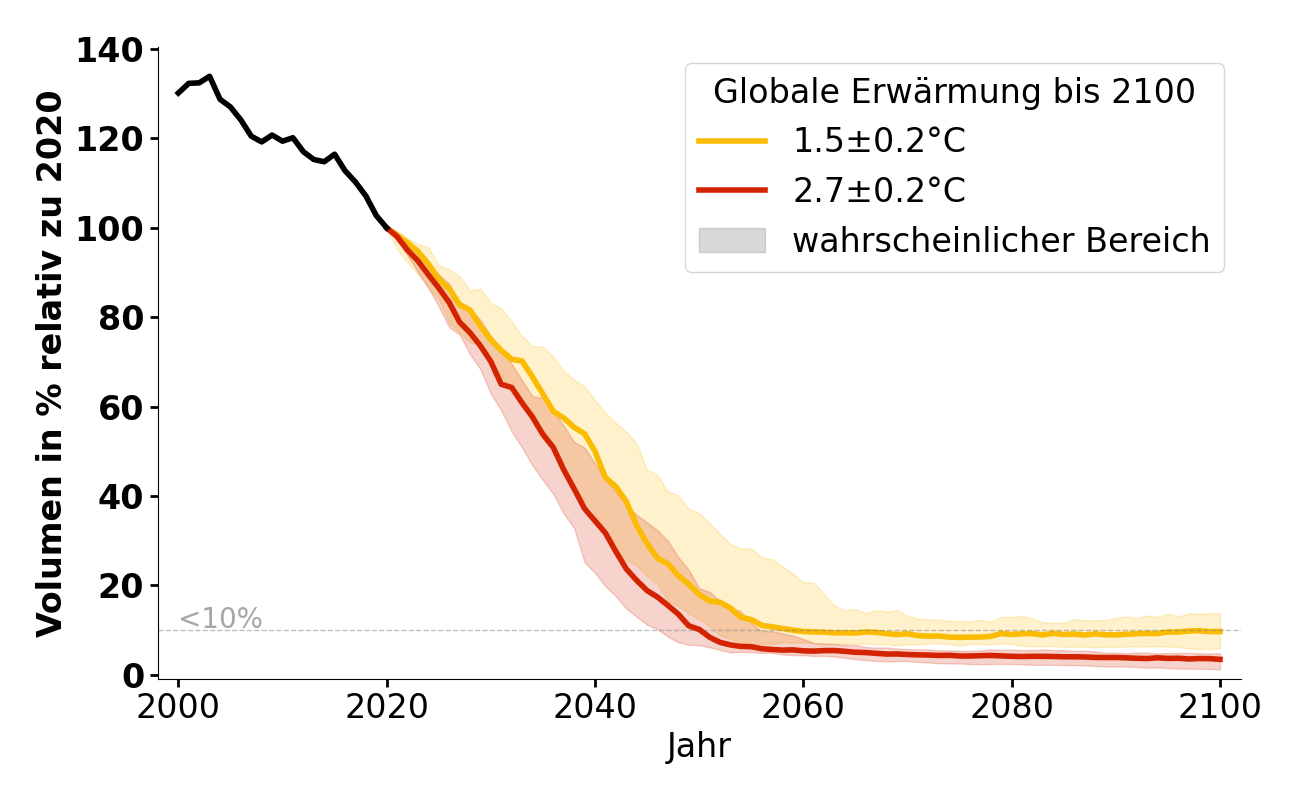 Volumen in % relativ zu 2020
140
120
100
80
60
40
20
0
<10%
Globale Erwärmung bis 2100
1.5±0.2°C
2.7±0.2°C
wahrscheinlicher Bereich
2000 2020 2040 2060 2080 2100
Jahr